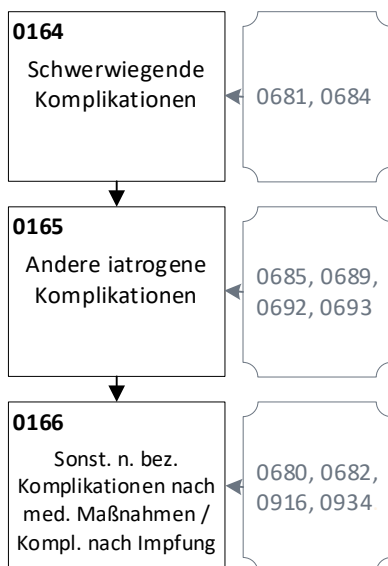 0164
Schwerwiegende
Komplikationen
0681, 0684
0165
Andere iatrogene
Komplikationen
0685, 0689,
0692, 0693
0166
Sonst. n. bez.
Komplikationen nach
med. Maßnahmen /
Kompl. nach Impfung
0680, 0682,
0916, 0934